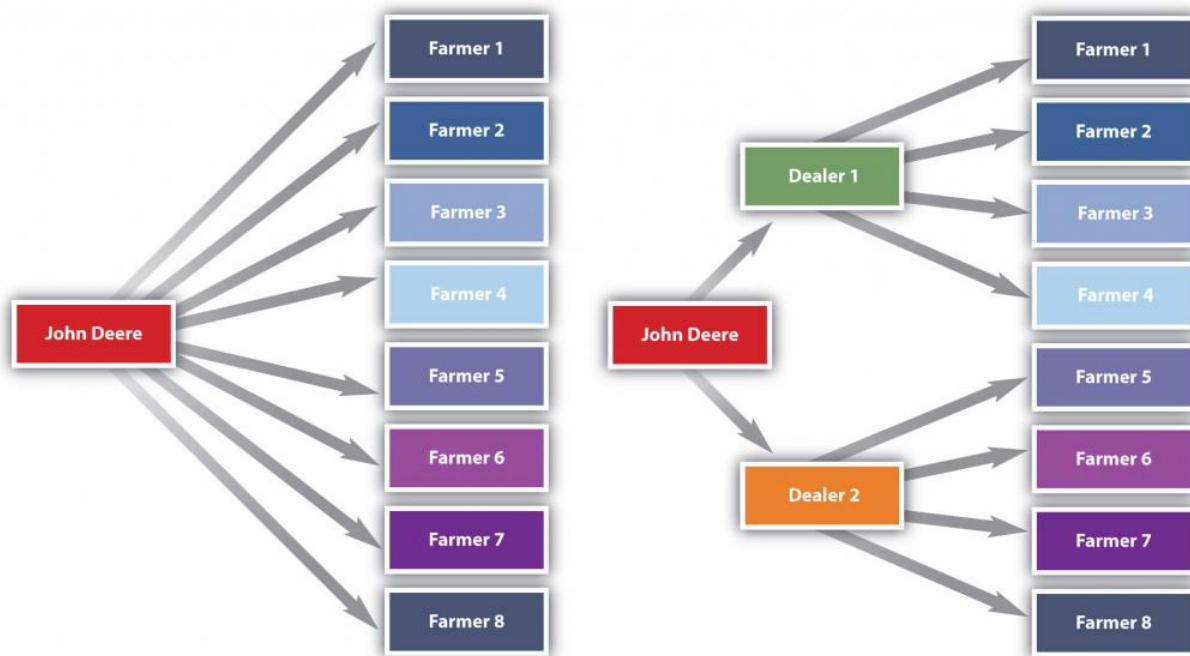 John Deere
Farmer 1
Farmer 2
Farmer 3
Farmer 4
Farmer 5
Farmer 6
Farmer 7
Farmer 8
John Deere
Dealer 1
Dealer 2
Farmer 1
Farmer 2
Farmer 3
Farmer 4
Farmer 5
Farmer 6
Farmer 7
Farmer 8